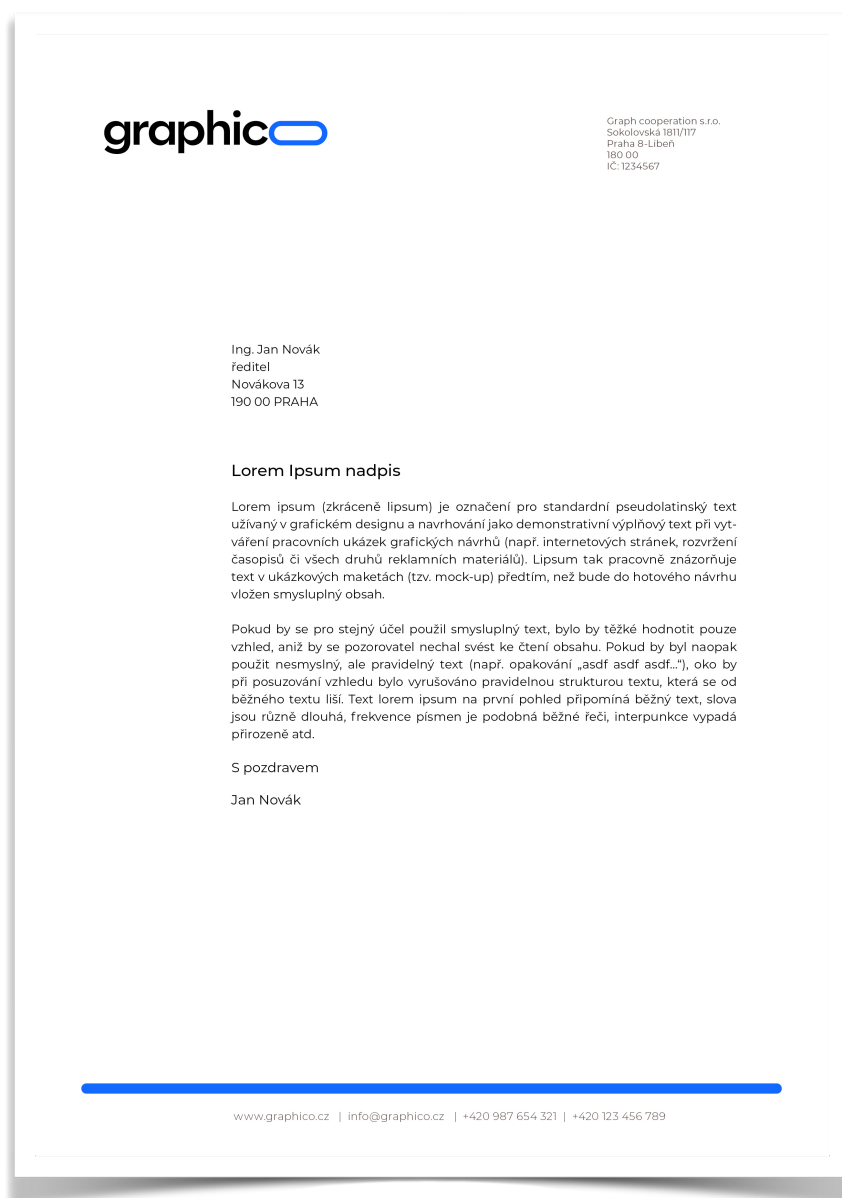 graphico
Graph cooperation s.r.o.
Sokolovská 1811/117
Praha 8-Libeň
180 00
IČ: 1234567
Ing. Jan Novák
ředitel
Novákova 13
190 00 PRAHA
Lorem Ipsum nadpis
Lorem ipsum (zkráceně lipsum) je označení pro standardní pseudolatinský text
užívaný v grafickém designu a navrhování jako demonstrativní výplňový text při vyt-
váření pracovních ukázek grafických návrhů (např. internetových stránek, rozvržení
časopisů či všech druhů reklamních materiálů). Lipsum tak pracovně znázorňuje
text v ukázkových maketách (tzv. mock-up) předtím, než bude do hotového návrhu
vložen smysluplný obsah.
Pokud by se pro stejný účel použil smysluplný text, bylo by těžké hodnotit pouze
vzhled, aniž by se pozorovatel nechal svést ke čtení obsahu. Pokud by byl naopak
použit nesmyslný, ale pravidelný text (např. opakování „asdf asdf asdf…“), oko by
při posuzování vzhledu bylo vyrušováno pravidelnou strukturou textu, která se od
běžného textu liší. Text lorem ipsum na první pohled připomíná běžný text, slova
jsou různě dlouhá, frekvence písmen je podobná běžné řeči, interpunkce vypadá
přirozeně atd.
S pozdravem
Jan Novák
www.graphico.cz | info@graphico.cz | +420 987 654 321 | +420 123 456 789